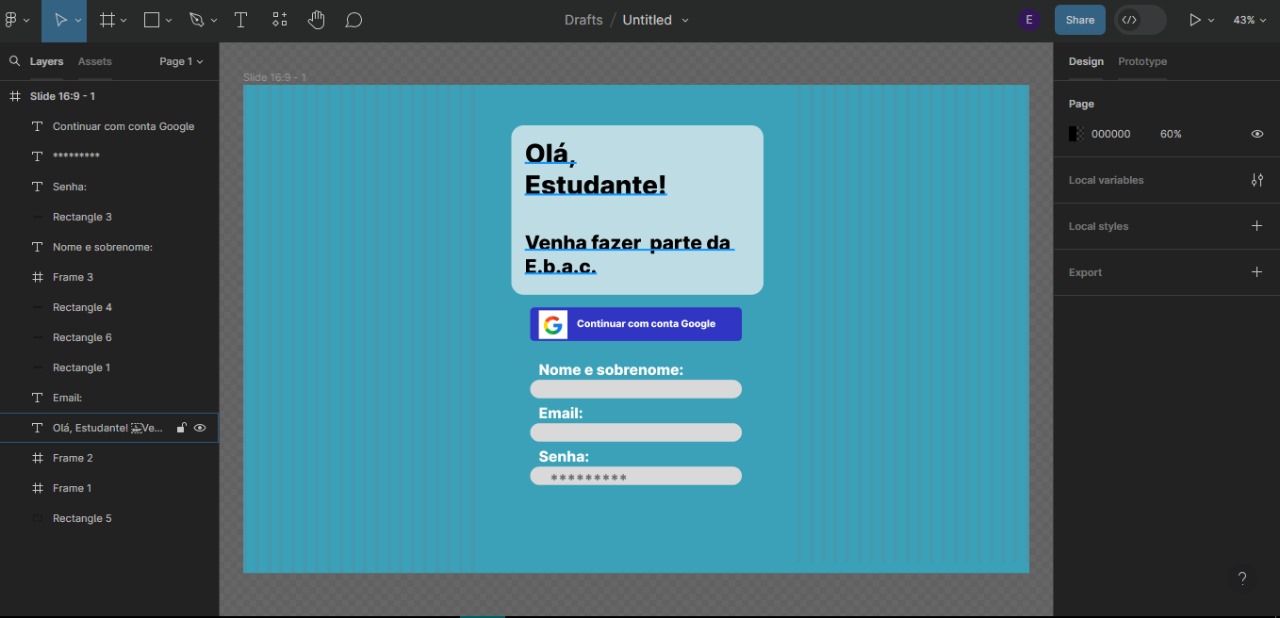 Drafts / Untitled
E
Share
43%
Layers
Assets
Page 1
Slide 16:9 - 1
Continuar com conta Google
*********
Senha:
Rectangle 3
Nome e sobrenome:
Frame 3
Rectangle 4
Rectangle 6
Rectangle 1
Email:
Olá, Estudante! Ve...
Frame 2
Frame 1
Rectangle 5
Slide 16:9 - 1
Olá,
Estudante!
Venha fazer parte da
E.b.a.c.
G Continuar com conta Google
Nome e sobrenome:
Email:
Senha:
*********
Design
Prototype
Page
000000 60%
Local variables
Local styles
Export
?